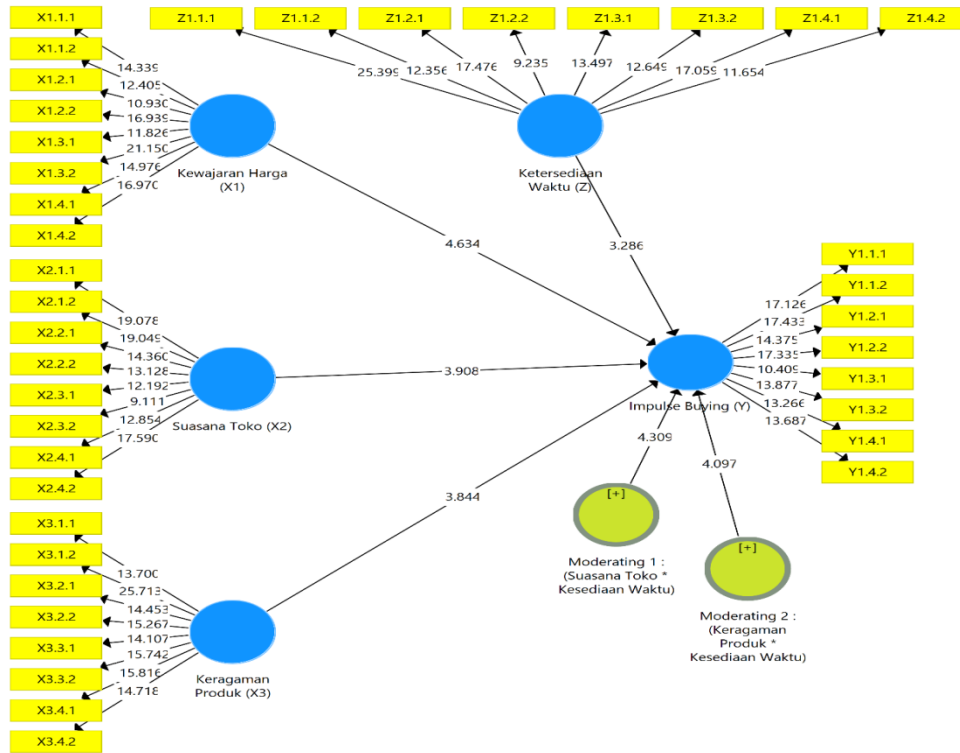 X1.1.1
X1.1.2
X1.2.1
X1.2.2
X1.3.1
X1.3.2
X1.4.1
X1.4.2
14.339
12.405
10.930
16.939
11.826
21.150
14.976
16.970
Kewajaran Harga
(X1)
Z1.1.1
Z1.1.2
Z1.2.1
Z1.2.2
Z1.3.1
Z1.3.2
Z1.4.1
Z1.4.2
25.399
12.356
17.476
9.235
13.497
12.649
17.059
11.654
Ketersediaan
Waktu (Z)
4.634
3.286
X2.1.1
X2.1.2
X2.2.1
X2.2.2
X2.3.1
X2.3.2
X2.4.1
X2.4.2
19.078
19.049
14.360
13.128
12.192
9.111
12.854
17.590
Suasana Toko (X2)
3.908
Y1.1.1
Y1.1.2
Y1.2.1
Y1.2.2
Y1.3.1
Y1.3.2
Y1.4.1
Y1.4.2
17.126
17.433
14.375
17.335
10.409
13.877
13.266
13.687
Impulse Buying (Y)
X3.1.1
X3.1.2
X3.2.1
X3.2.2
X3.3.1
X3.3.2
X3.4.1
X3.4.2
13.700
25.713
14.453
15.267
14.107
15.742
15.816
14.718
Keragaman
Produk (X3)
3.844
4.309
4.097
[+]
Moderating 1 :
(Suasana Toko *
Kesediaan Waktu)
[+]
Moderating 2 :
(Keragaman
Produk *
Kesediaan Waktu)